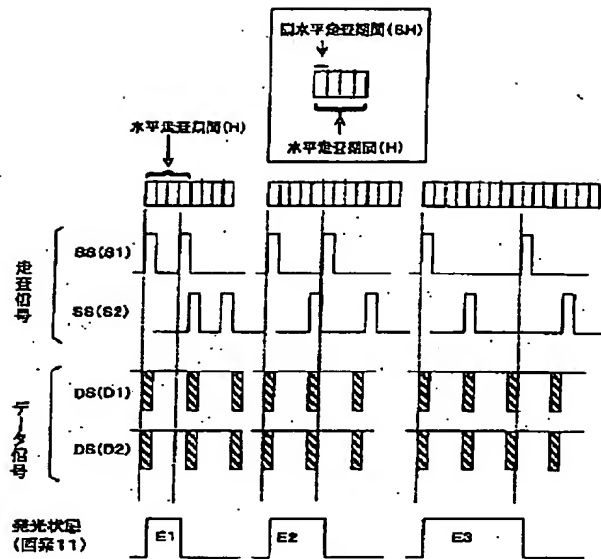 副水平走査期間(SH)
水平走査期間(H)
水平走査期間(H)
走査信号
SS(S1)
SS(S2)
データ信号
DS(D1)
DS(D2)
発光状態
(画素11)
E1
E2
E3